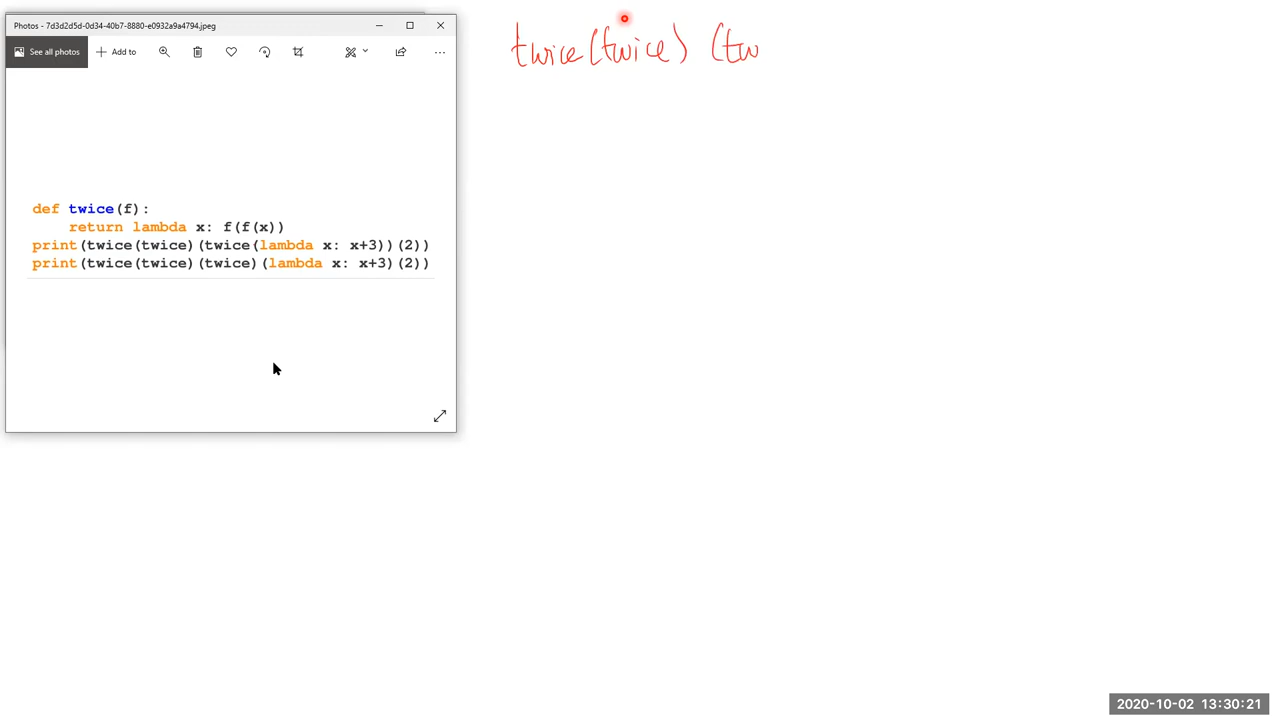 Photos - 7d3d2d5d-0d34-40b7-8880-e0932a9a4794.jpeg
See all photos
Add to
def twice(f):
    return lambda x: f(f(x))
print(twice(twice)(twice(lambda x: x+3))(2))
print(twice(twice)(twice)(lambda x: x+3)(2))
twice(twice) (tw
2020-10-02 13:30:21